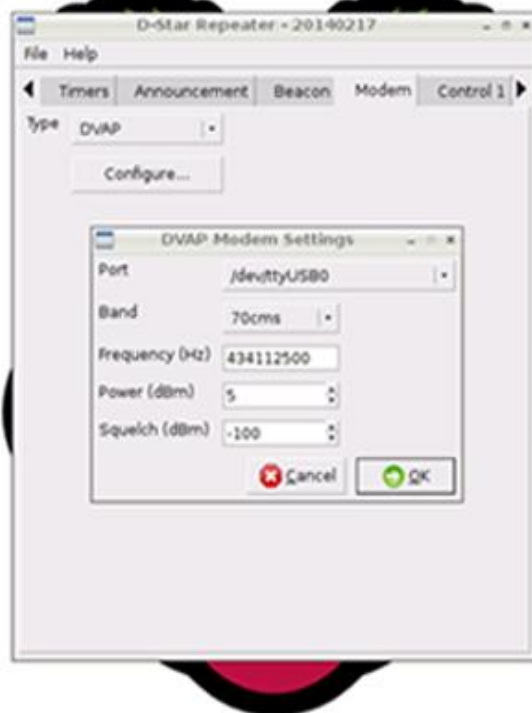 D-Star Repeater - 20140217
File Help
Timers Announcement Beacon Modem Control 1
Type DVAP
Configure...
DVAP Modem Settings
Port /dev/ttyUSB0
Band 70cms
Frequency (Hz) 434112500
Power (dBm) 5
Squelch (dBm) -100
Cancel OK